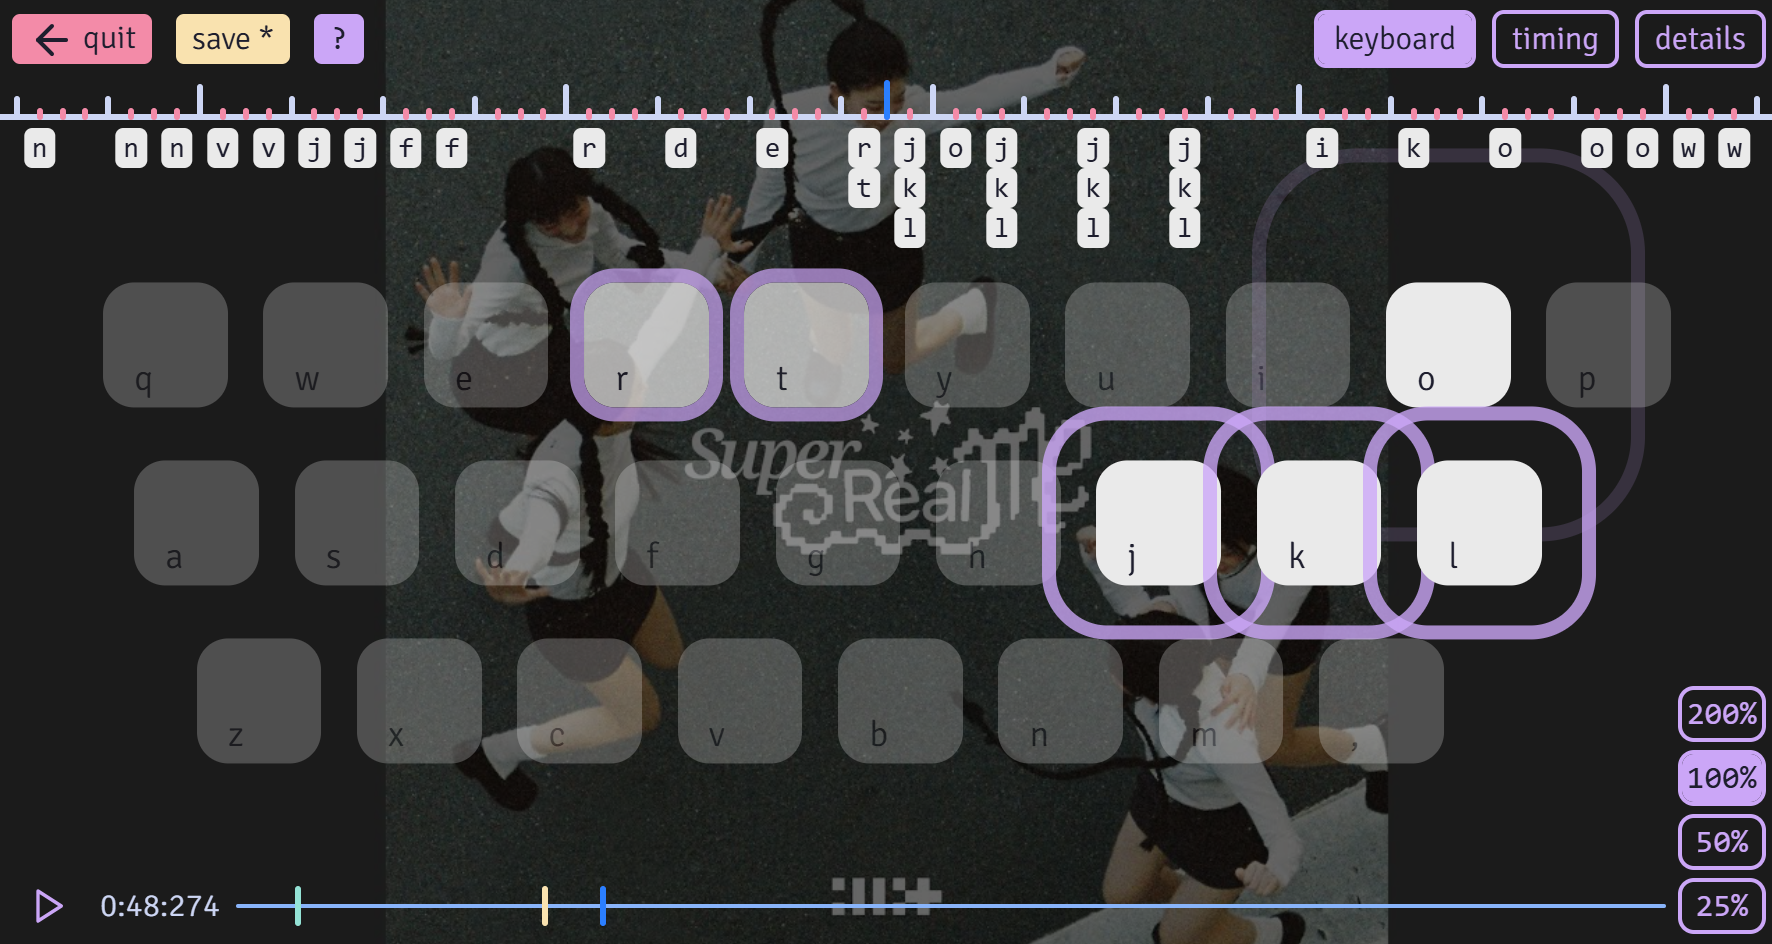 ← quit save * ? keyboard timing details
n n n v v j j f f r d e r j o j j j i k o o o w w
t k k k k
l l l l
q w e r t y u i o p
Super
Real
me
a s d f g h j k l
z x c v b n m ,
200%
100%
50%
25%
0:48:274